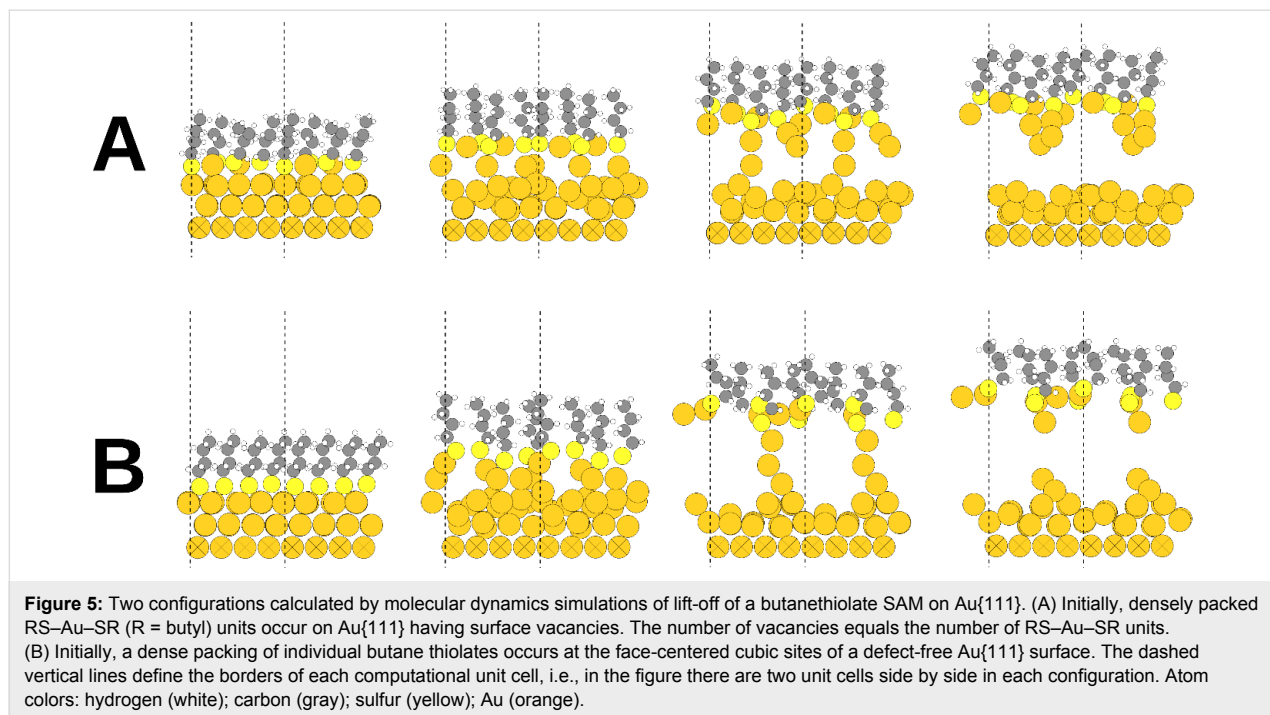 A
B
Figure 5: Two configurations calculated by molecular dynamics simulations of lift-off of a butanethiolate SAM on Au{111}. (A) Initially, densely packed
RS–Au–SR (R = butyl) units occur on Au{111} having surface vacancies. The number of vacancies equals the number of RS–Au–SR units.
(B) Initially, a dense packing of individual butane thiolates occurs at the face-centered cubic sites of a defect-free Au{111} surface. The dashed
vertical lines define the borders of each computational unit cell, i.e., in the figure there are two unit cells side by side in each configuration. Atom
colors: hydrogen (white); carbon (gray); sulfur (yellow); Au (orange).